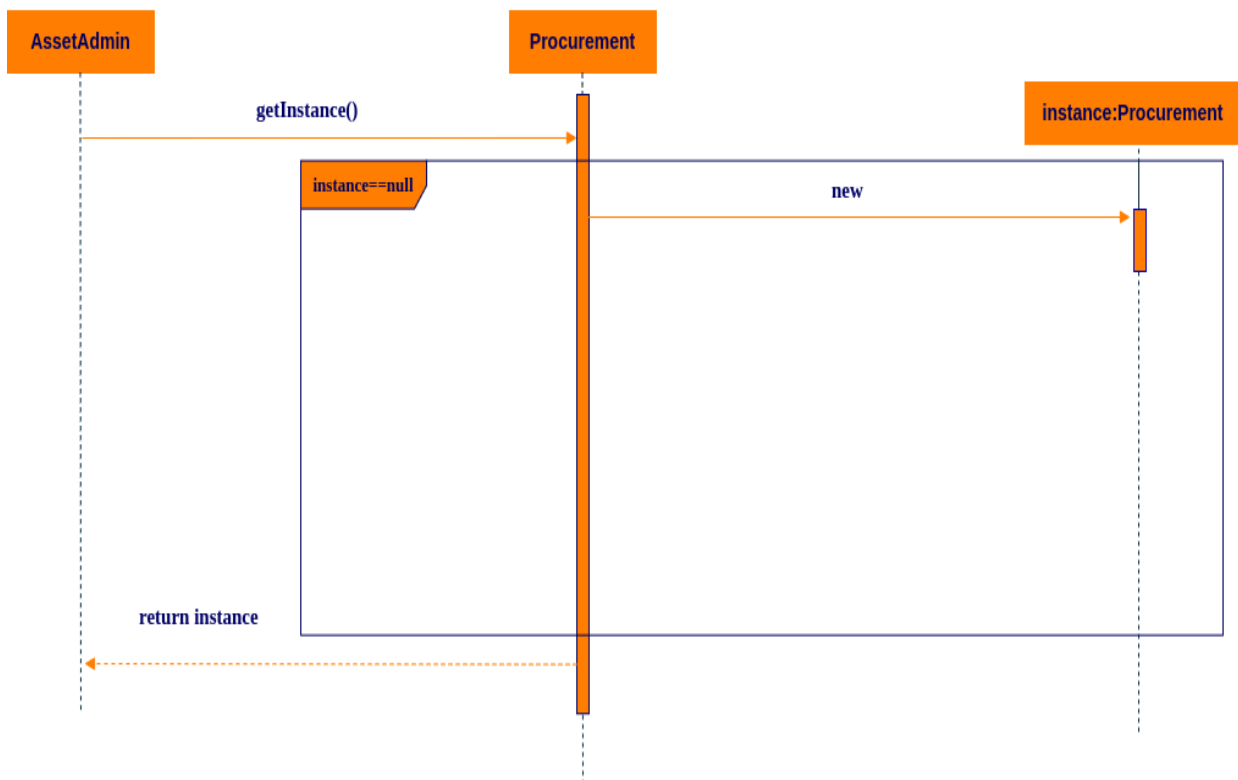 AssetAdmin
Procurement
getInstance()
instance:Procurement
instance==null
new
return instance